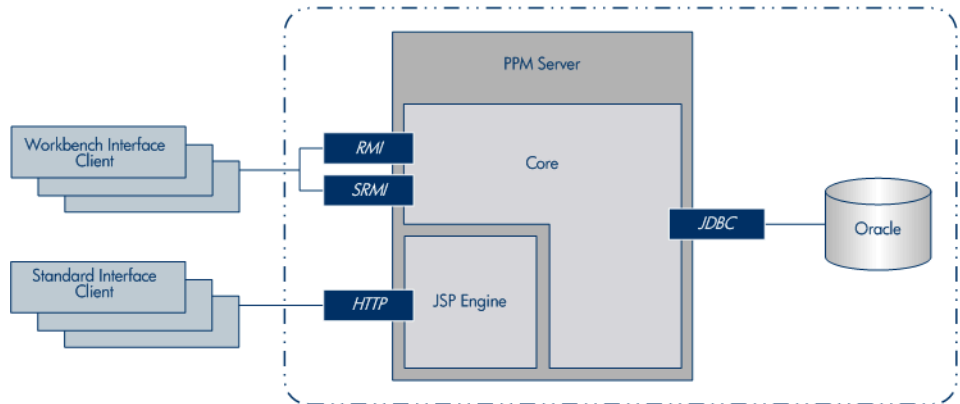 PPM Server
Workbench Interface
Client
RMI
SRMI
Core
JDBC
Oracle
Standard Interface
Client
HTTP
JSP Engine